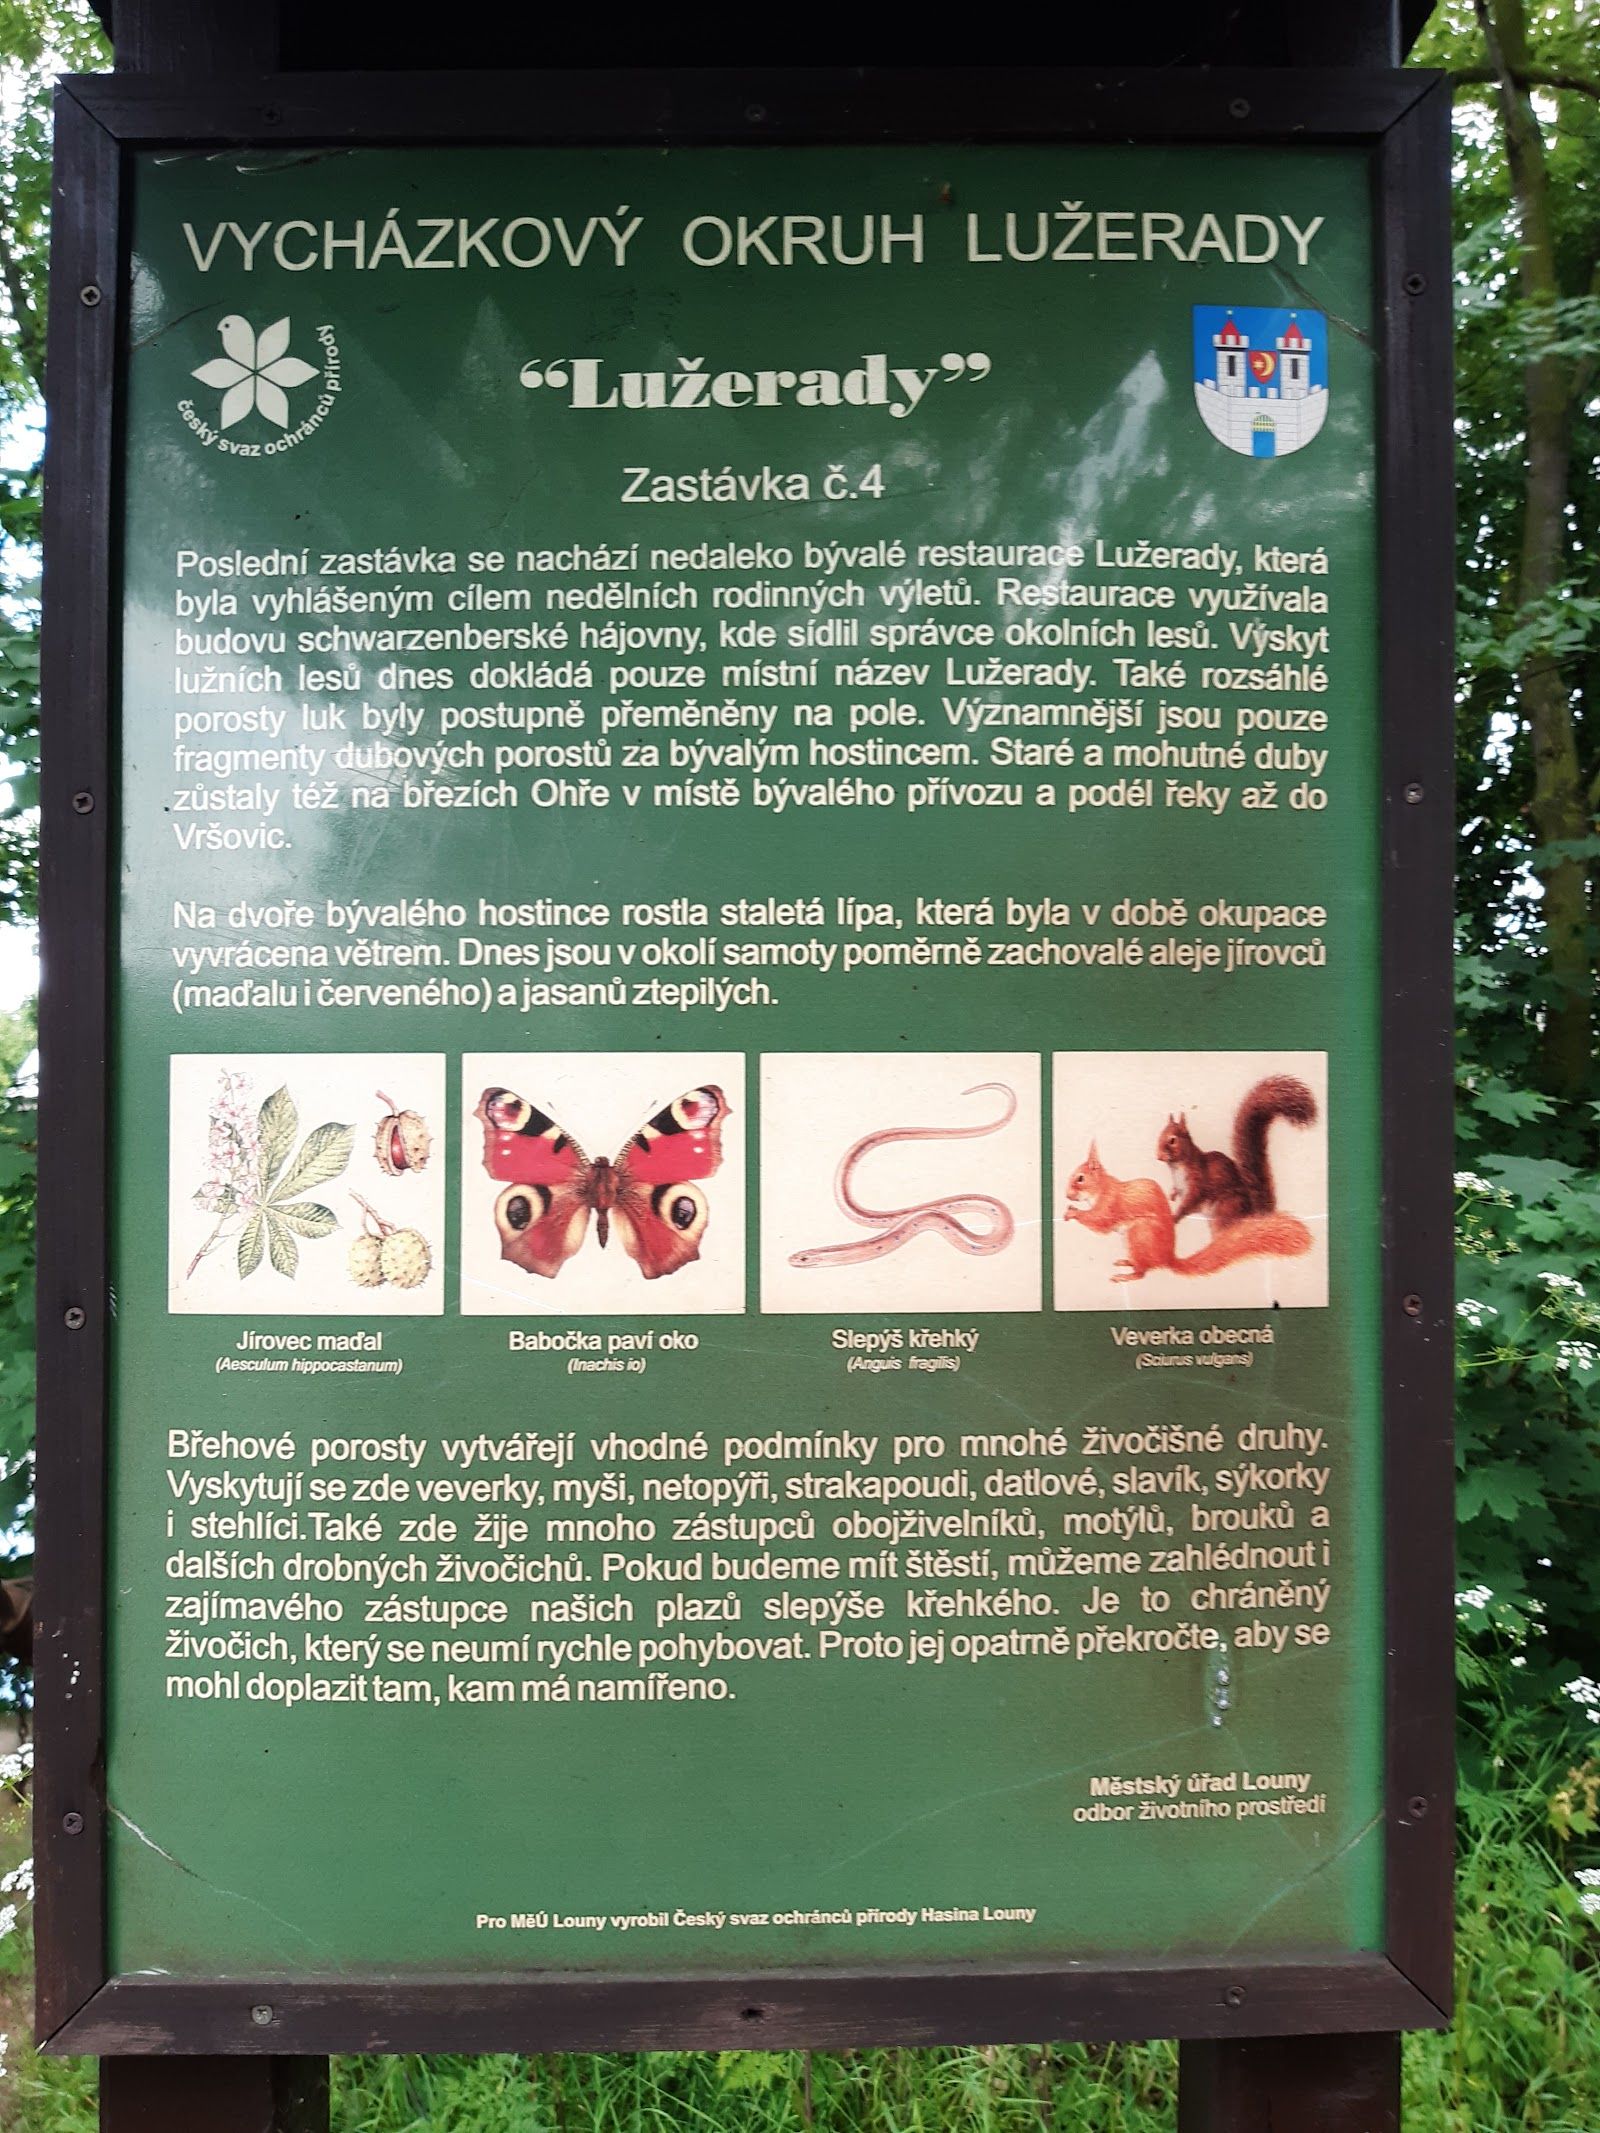 VYCHÁZKOVÝ OKRUH LUŽERADY
český svaz ochránců přírody
“Lužerady”
Zastávka č.4
Poslední zastávka se nachází nedaleko bývalé restaurace Lužerady, která
byla vyhlášeným cílem nedělních rodinných výletů. Restaurace využívala
budovu schwarzenberské hájovny, kde sídlil správce okolních lesů. Výskyt
lužních lesů dnes dokládá pouze místní název Lužerady. Také rozsáhlé
porosty luk byly postupně přeměněny na pole. Významnější jsou pouze
fragmenty dubových porostů za bývalým hostincem. Staré a mohutné duby
zůstaly též na březích Ohře v místě bývalého přívozu a podél řeky až do
Vršovic.
Na dvoře bývalého hostince rostla staletá lípa, která byla v době okupace
vyvrácena větrem. Dnes jsou v okolí samoty poměrně zachovalé aleje jírovců
(maďalu i červeného) a jasanů ztepilých.
Jírovec maďal
(Aesculum hippocastanum)
Babočka paví oko
(Inachis io)
Slepýš křehký
(Anguis fragilis)
Veverka obecná
(Sciurus vulgaris)
Břehové porosty vytvářejí vhodné podmínky pro mnohé živočišné druhy.
Vyskytují se zde veverky, myši, netopýři, strakapoudi, datlové, slavík, sýkorky
i stehlíci.Také zde žije mnoho zástupců obojživelníků, motýlů, brouků a
dalších drobných živočichů. Pokud budeme mít štěstí, můžeme zahlédnout i
zajímavého zástupce našich plazů slepýše křehkého. Je to chráněný
živočich, který se neumí rychle pohybovat. Proto jej opatrně překročte, aby se
mohl doplazit tam, kam má namířeno.
Městský úřad Louny
odbor životního prostředí
Pro MěÚ Louny vyrobil Český svaz ochránců přírody Hasina Louny